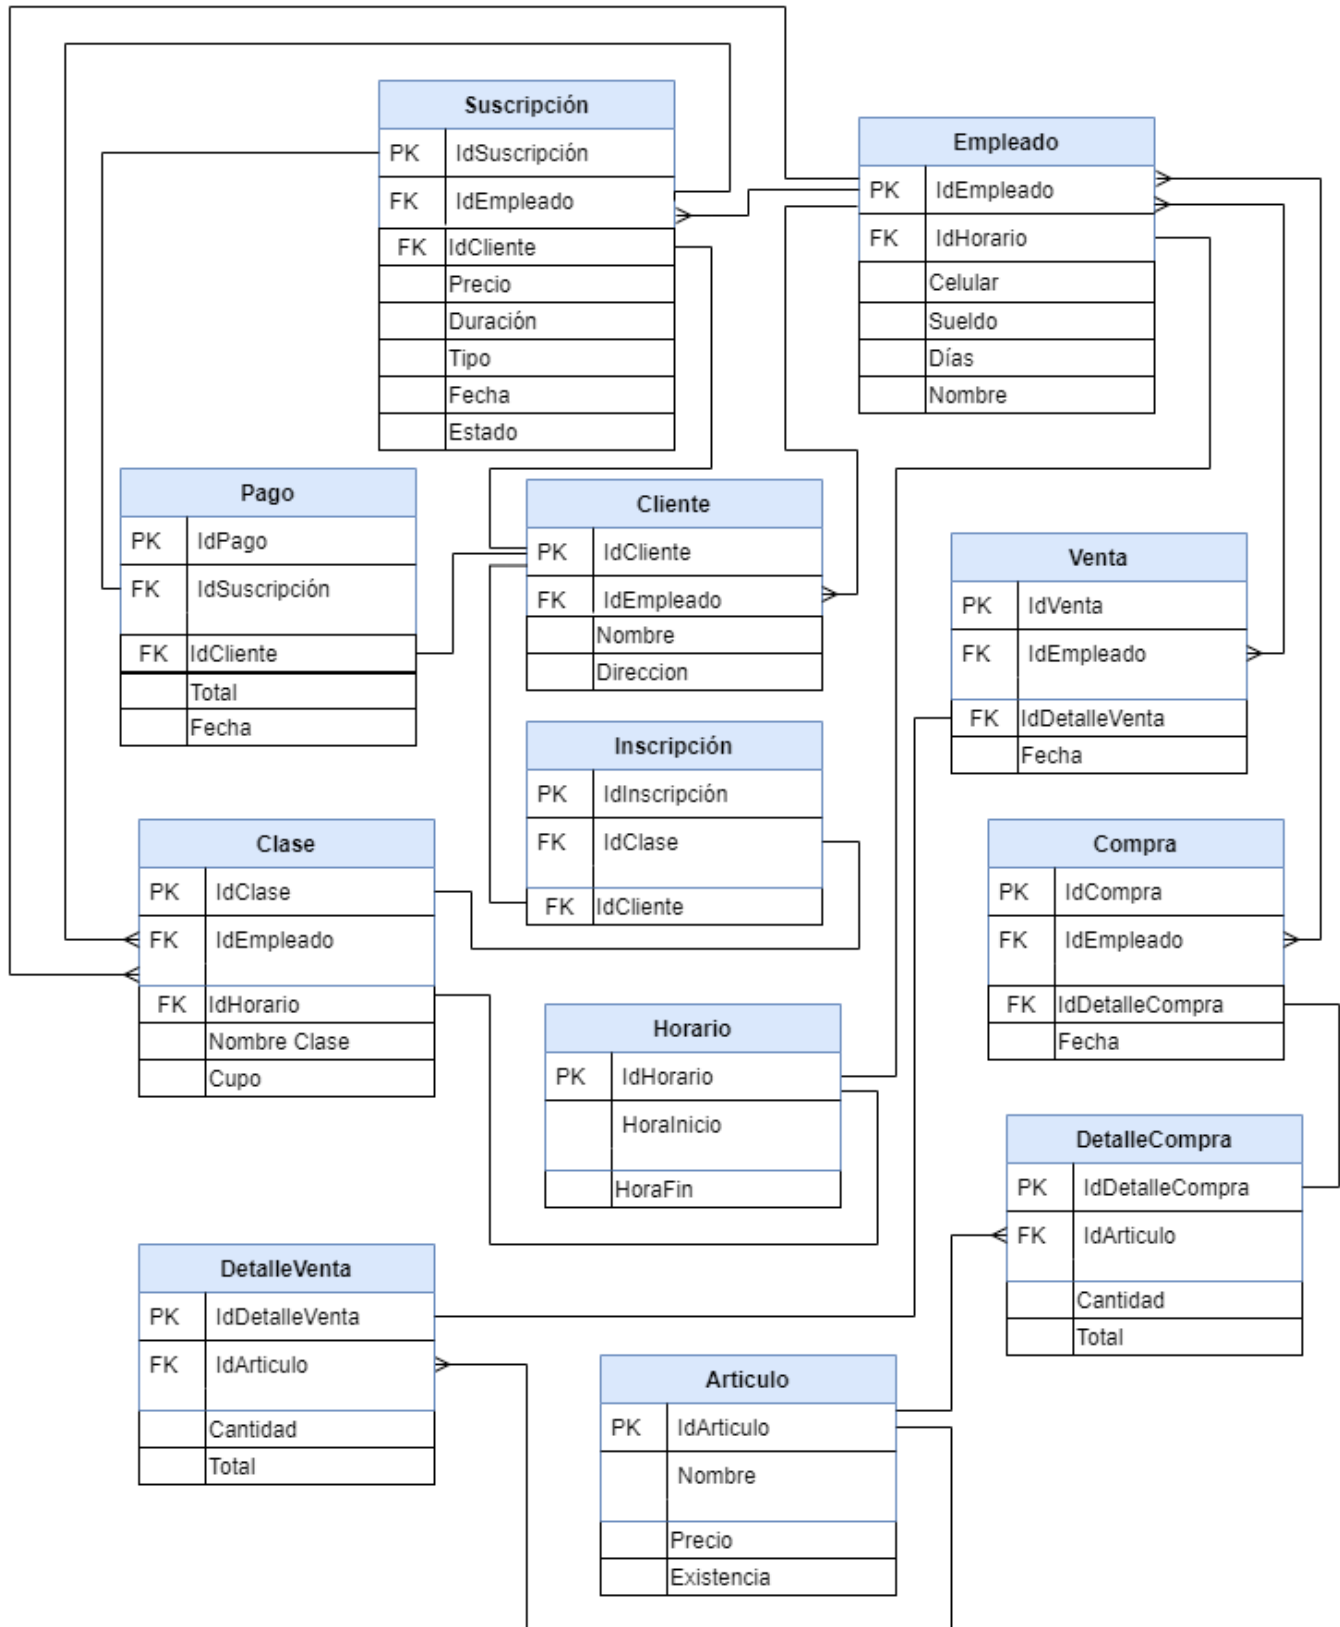 Suscripción
PK IdSuscripción
FK IdEmpleado
FK IdCliente
Precio
Duración
Tipo
Fecha
Estado
Empleado
PK IdEmpleado
FK IdHorario
Celular
Sueldo
Días
Nombre
Pago
PK IdPago
FK IdSuscripción
FK IdCliente
Total
Fecha
Cliente
PK IdCliente
FK IdEmpleado
Nombre
Direccion
Venta
PK IdVenta
FK IdEmpleado
FK IdDetalleVenta
Fecha
Inscripción
PK IdInscripción
FK IdClase
FK IdCliente
Clase
PK IdClase
FK IdEmpleado
FK IdHorario
Nombre Clase
Cupo
Compra
PK IdCompra
FK IdEmpleado
FK IdDetalleCompra
Fecha
Horario
PK IdHorario
HoraInicio
HoraFin
DetalleCompra
PK IdDetalleCompra
FK IdArticulo
Cantidad
Total
DetalleVenta
PK IdDetalleVenta
FK IdArticulo
Cantidad
Total
Articulo
PK IdArticulo
Nombre
Precio
Existencia